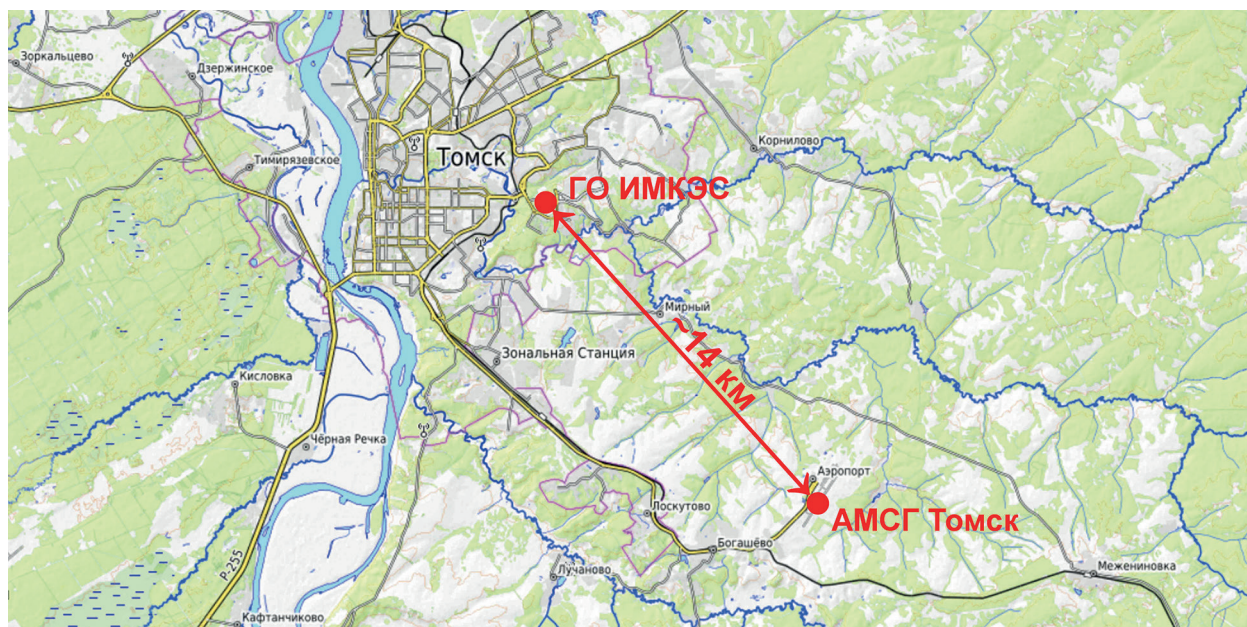 Зоркальцево
Дзержинское
Томск
Корнилово
Тимирязевское
ГО ИМКЭС
Мирный
~14 км
Зональная Станция
Кисловка
Чёрная Речка
Аэропорт
Лоскутово
АМСГ Томск
Богашёво
Р-255
Лучаново
Межениновка
Кафтанчиково